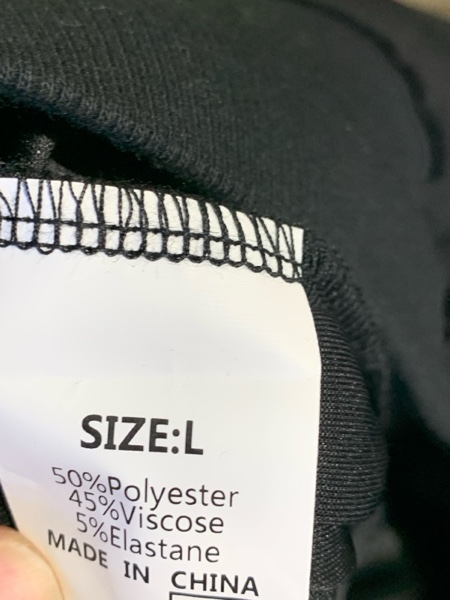 SIZE:L
50%Polyester
45%Viscose
5%Elastane
MADE IN CHINA